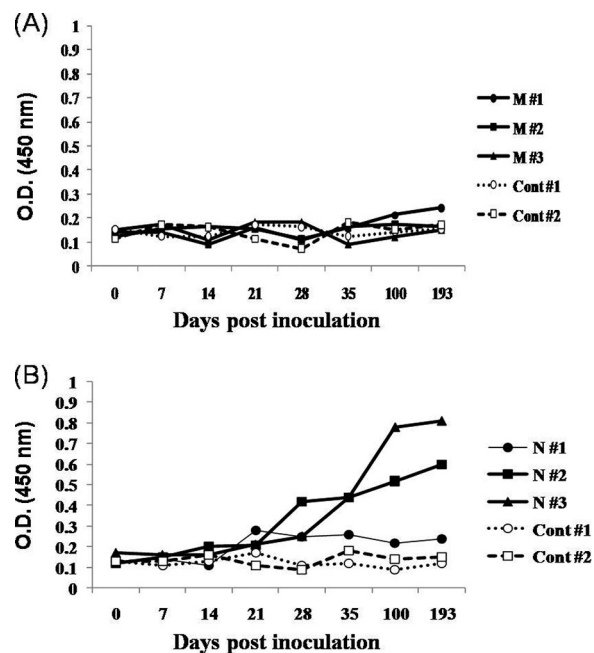 (A)
1
0.9
0.8
0.7
0.6
0.5
0.4
0.3
0.2
0.1
0
O.D. (450 nm)
0 7 14 21 28 35 100 193
Days post inoculation
M #1
M #2
M #3
Cont #1
Cont #2
(B)
1
0.9
0.8
0.7
0.6
0.5
0.4
0.3
0.2
0.1
0
O.D. (450 nm)
0 7 14 21 28 35 100 193
Days post inoculation
N #1
N #2
N #3
Cont #1
Cont #2